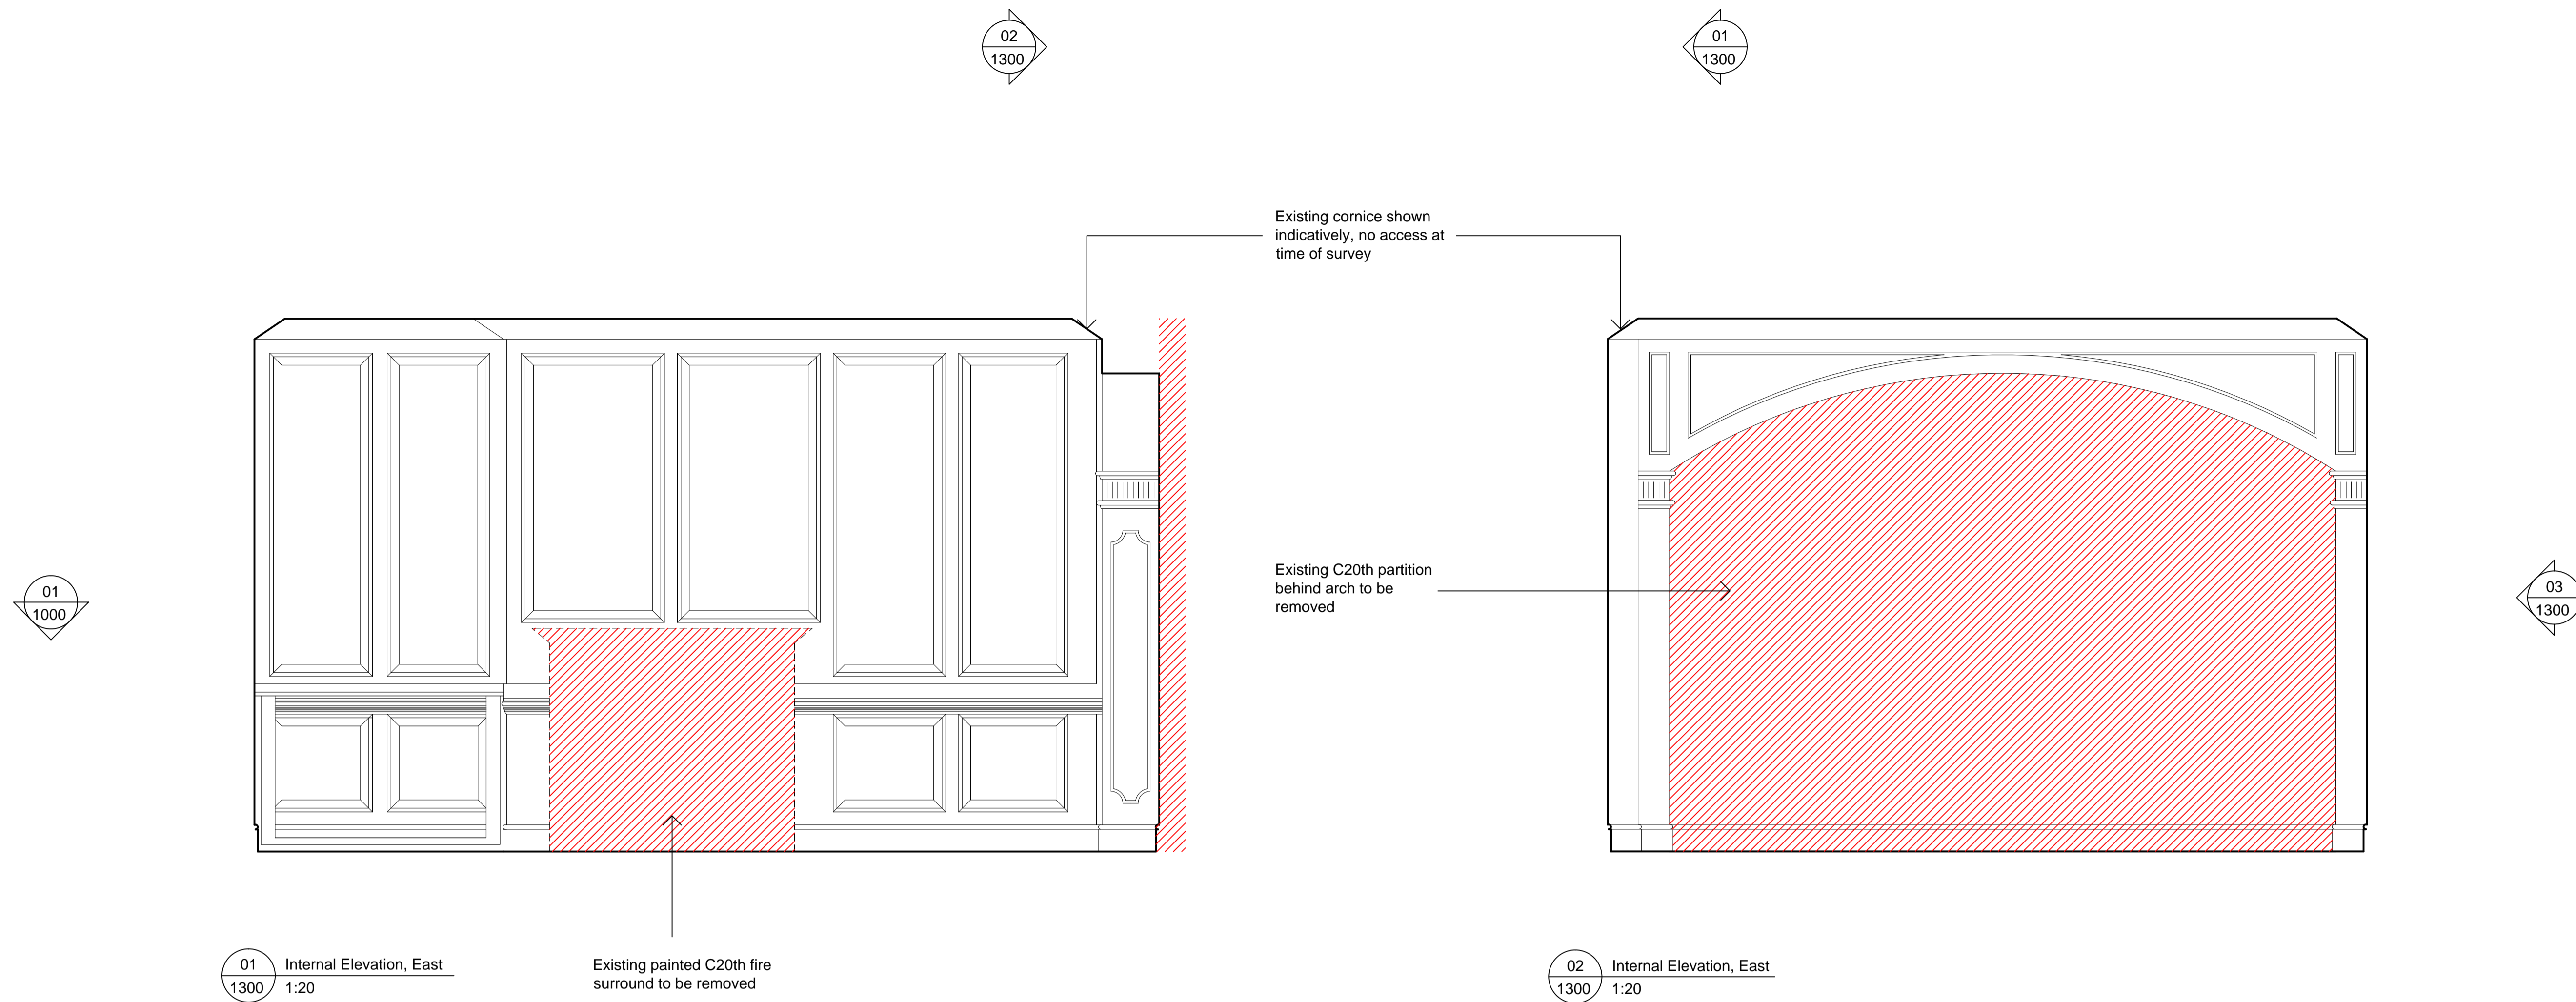 02
1300
01
1300
Existing cornice shown
indicatively, no access at
time of survey
Existing C20th partition
behind arch to be
removed
01
1000
03
1300
01
1300
Internal Elevation, East
1:20
Existing painted C20th fire
surround to be removed
02
1300
Internal Elevation, East
1:20